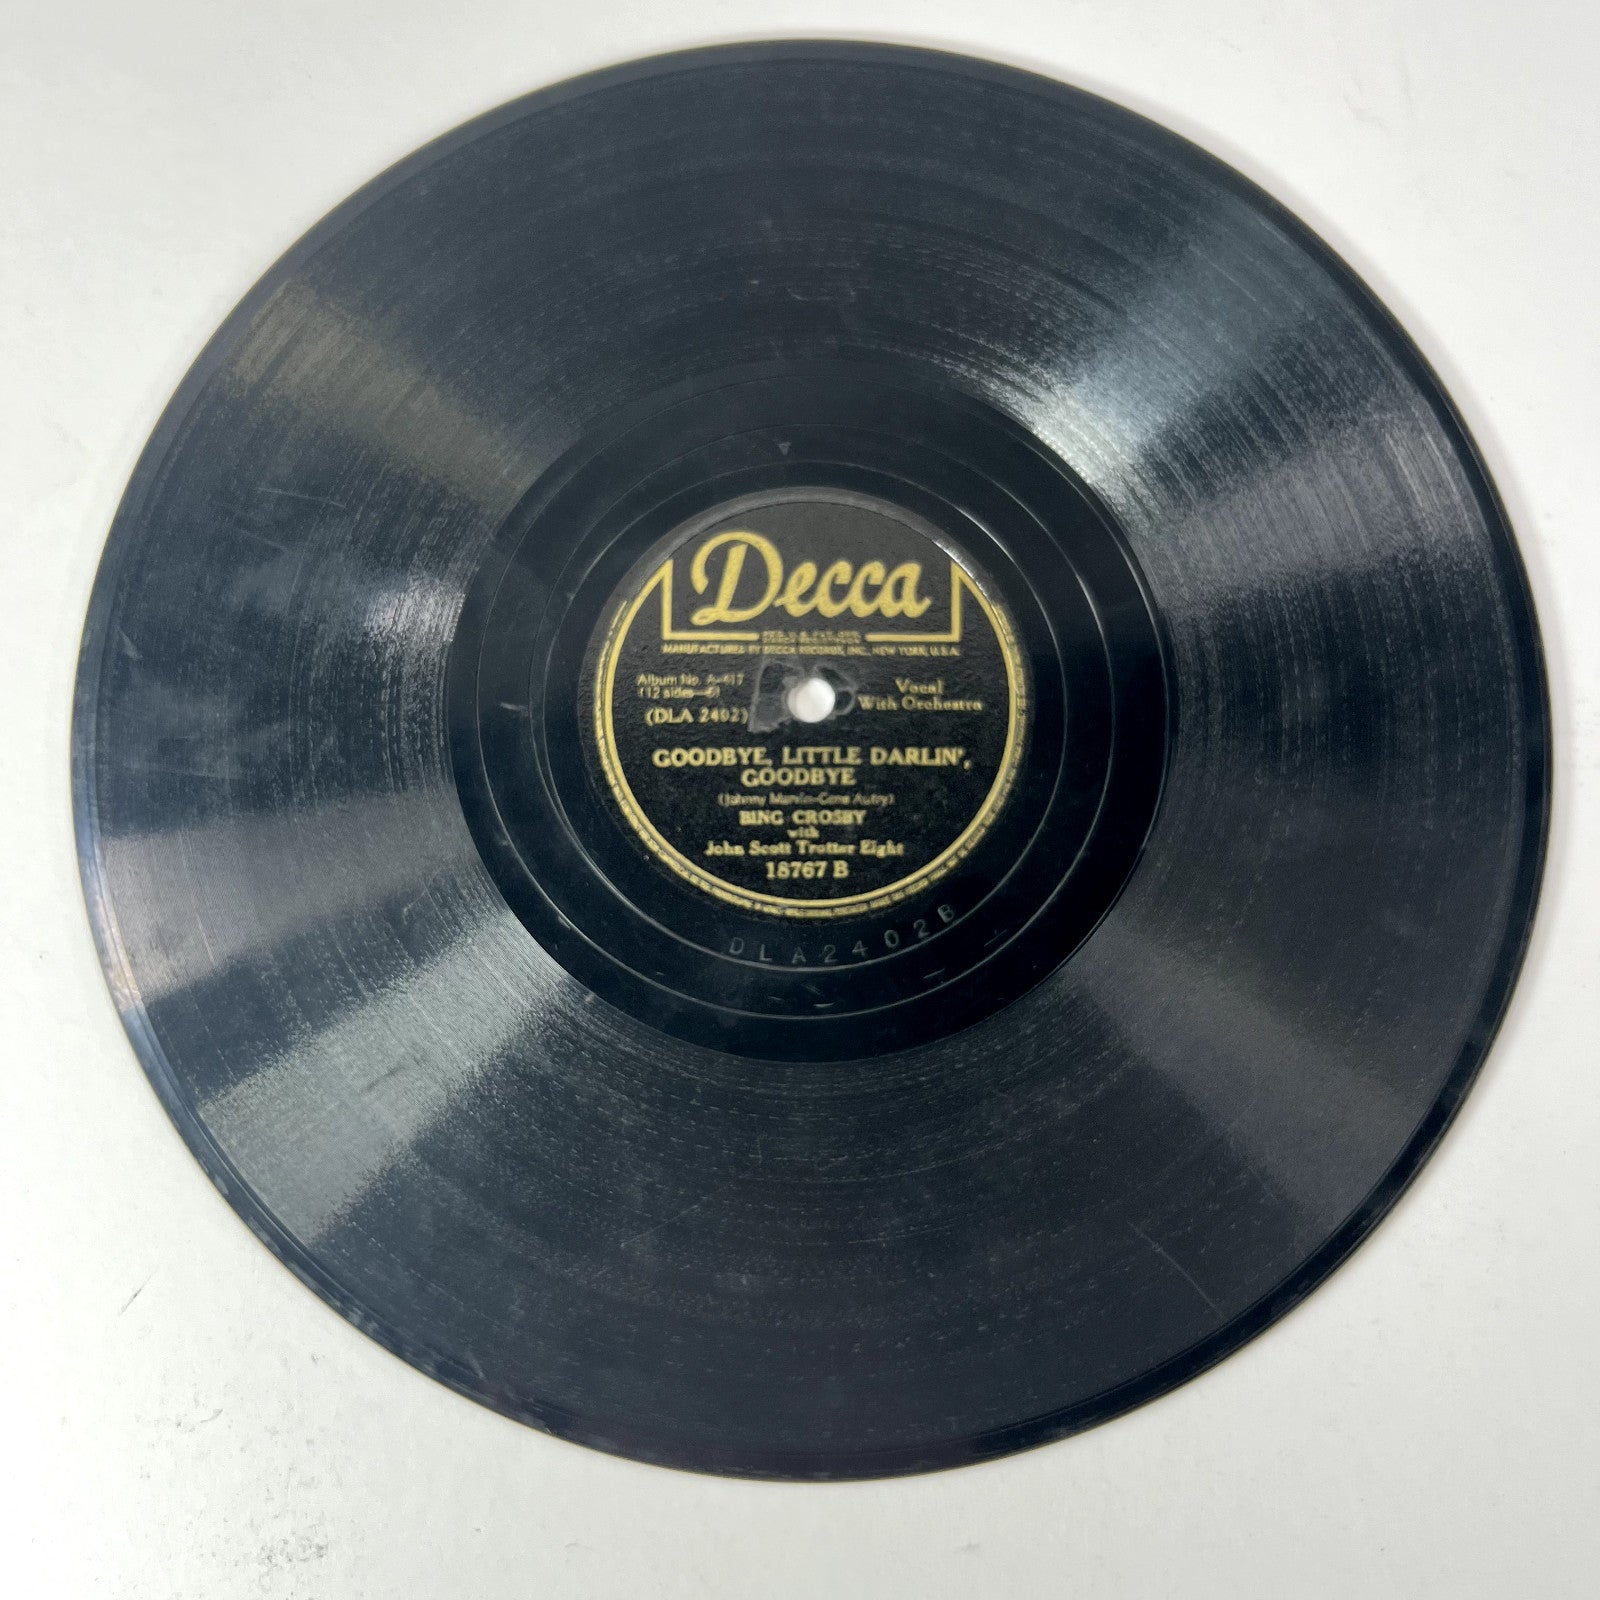 Decca
MANUFACTURED BY DECCA RECORDS, INC. NEW YORK, U.S.A.
Album No. A-417
(12 sides—6)
(DLA 2402)
Vocal
With Orchestra
GOODBYE, LITTLE DARLIN',
GOODBYE
(Johnny Marvin-Gene Autry)
BING CROSBY
with
John Scott Trotter Eight
18767 B
DLA2402B